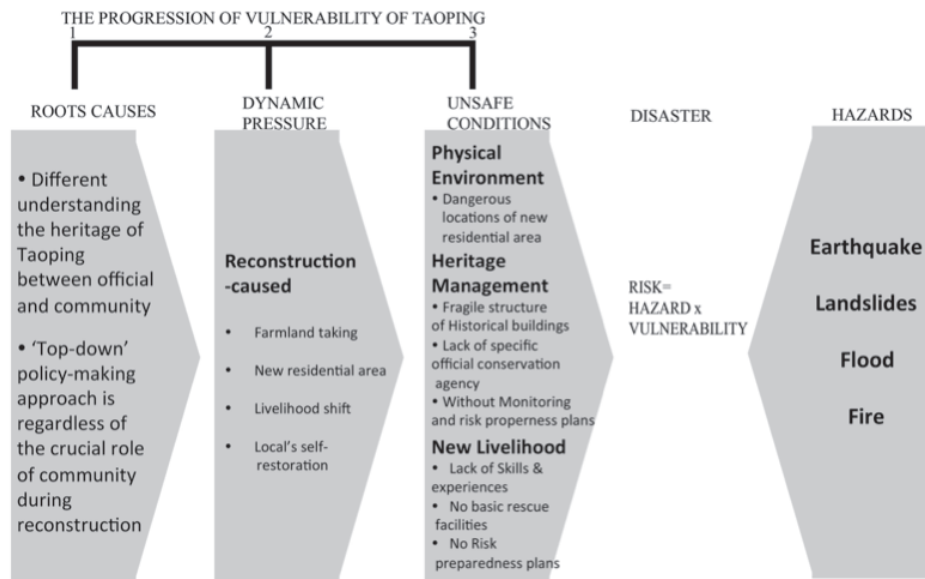 THE PROGRESSION OF VULNERABILITY OF TAOPING
1
2
3
ROOTS CAUSES
• Different
understanding
the heritage of
Taoping
between official
and community
• ‘Top-down’
policy-making
approach is
regardless of
the crucial role
of community
during
reconstruction
DYNAMIC
PRESSURE
Reconstruction
-caused
• Farmland taking
• New residential area
• Livelihood shift
• Local's self-
restoration
UNSAFE
CONDITIONS
Physical
Environment
• Dangerous
locations of new
residential area
Heritage
Management
• Fragile structure
of Historical buildings
• Lack of specific
official conservation
agency
• Without Monitoring
and risk properness plans
New Livelihood
• Lack of Skills &
experiences
• No basic rescue
facilities
• No Risk
preparedness plans
DISASTER
RISK=
HAZARD x
VULNERABILITY
HAZARDS
Earthquake
Landslides
Flood
Fire